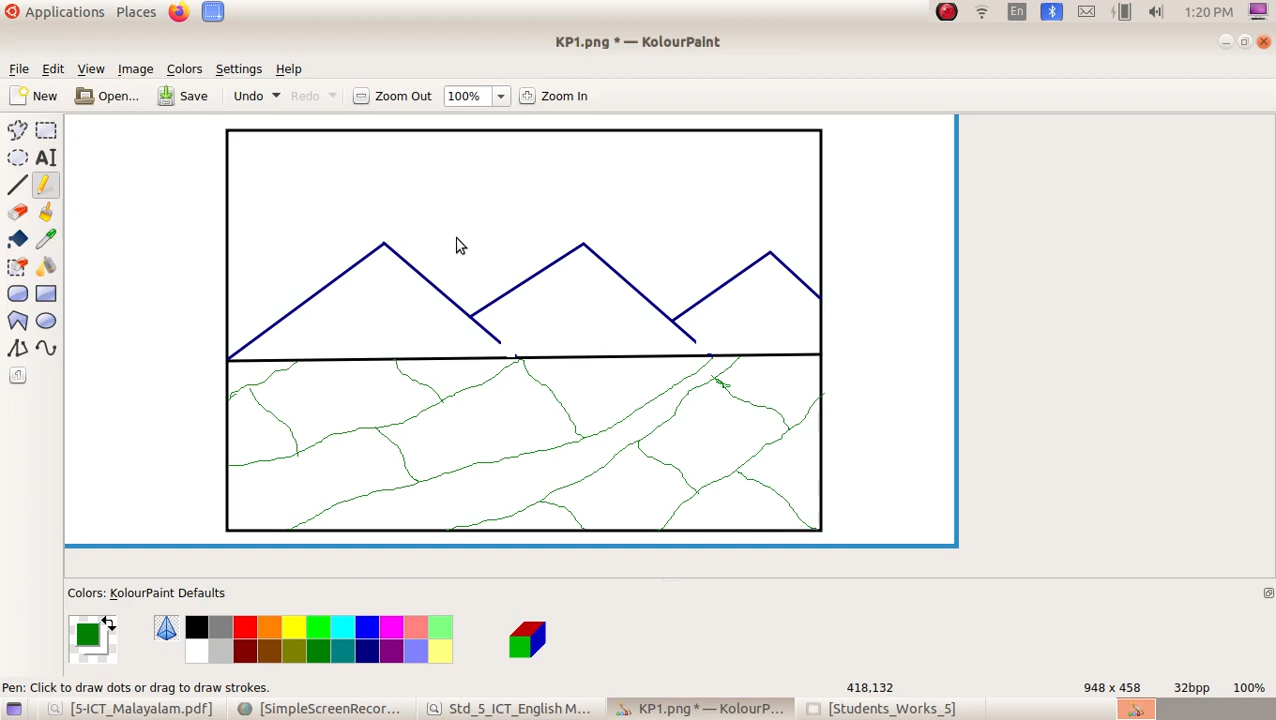 Applications Places En 1:20 PM
KP1.png * — KolourPaint
File Edit View Image Colors Settings Help
New Open... Save Undo Redo Zoom Out 100% Zoom In
Colors: KolourPaint Defaults
Pen: Click to draw dots or drag to draw strokes. 418,132 948 x 458 32bpp 100%
[5-ICT_Malayalam.pdf] [SimpleScreenRecor... Std_5_ICT_English M... KP1.png * — KolourP... [Students_Works_5]